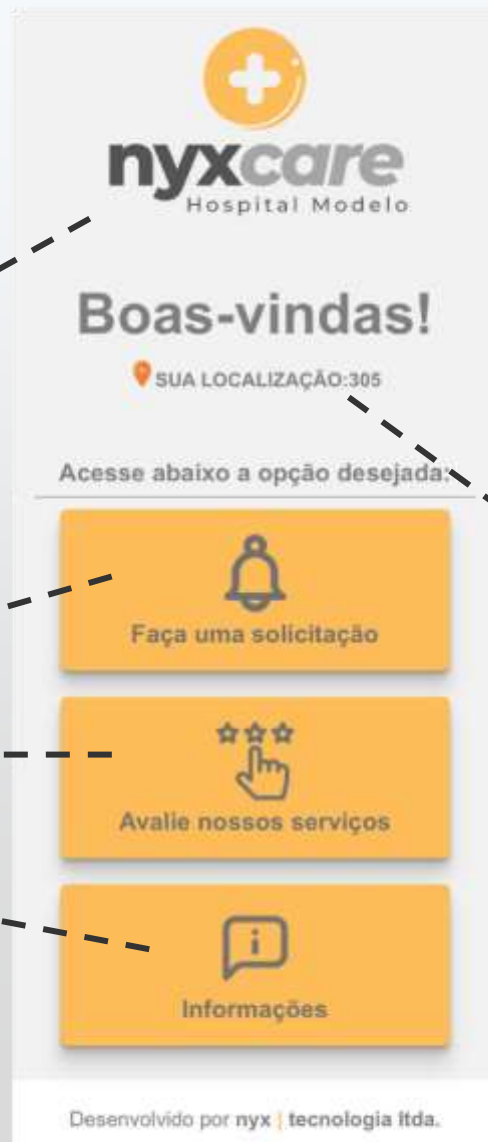 nyxcare
Hospital Modelo
Boas-vindas!
SUA LOCALIZAÇÃO:305
Acesse abaixo a opção desejada:
Faça uma solicitação
Avalie nossos serviços
Informações
Desenvolvido por nyx | tecnologia ltda.